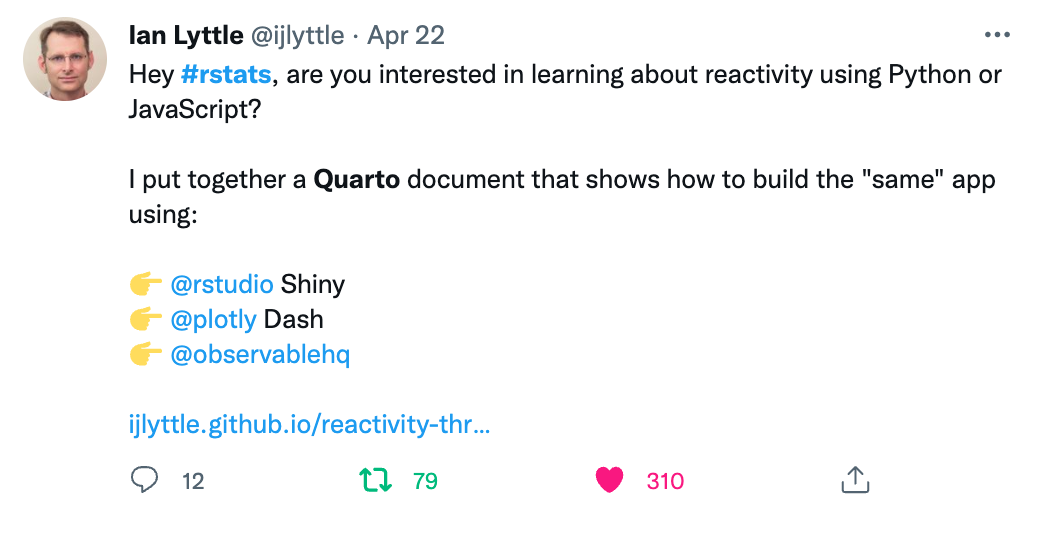 Ian Lyttle @ijlyttle · Apr 22
Hey #rstats, are you interested in learning about reactivity using Python or
JavaScript?
I put together a Quarto document that shows how to build the "same" app
using:
👉 @rstudio Shiny
👉 @plotly Dash
👉 @observablehq
ijlyttle.github.io/reactivity-thr...
12 79 310